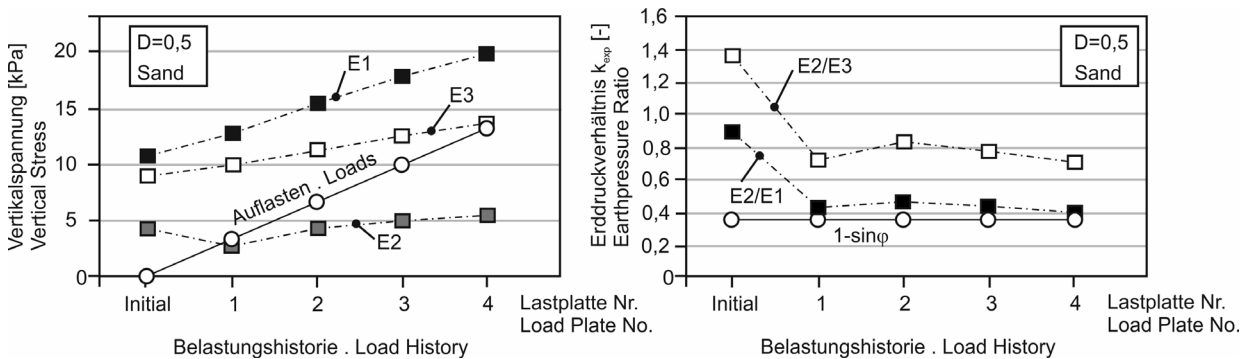 Vertikalspannung [kPa]
Vertical Stress
20
15
10
5
0
D=0,5
Sand
E1
E3
Auflasten . Loads
E2
Initial 1 2 3 4
Lastplatte Nr.
Load Plate No.
Belastungshistorie . Load History
Erddruckverhältnis kexp [-]
Earthpressure Ratio
1,6
1,4
1,2
1,0
0,8
0,6
0,4
0,2
0
D=0,5
Sand
E2/E3
E2/E1
1-sinφ
Initial 1 2 3 4
Lastplatte Nr.
Load Plate No.
Belastungshistorie . Load History